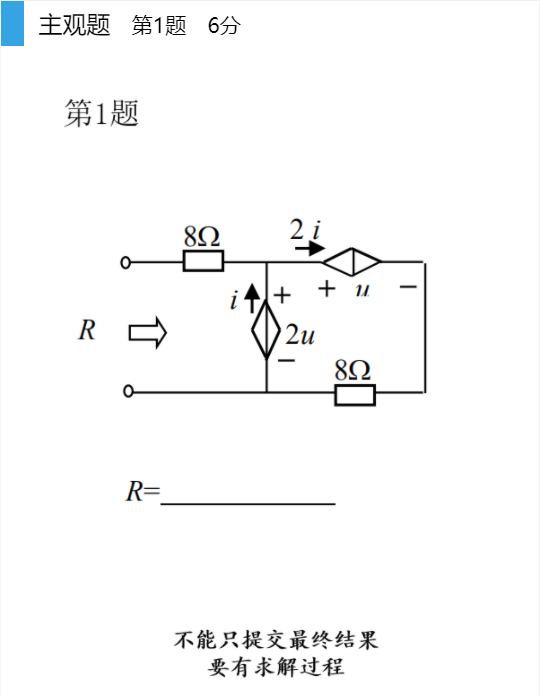 主观题 第1题 6分
第1题
8Ω 2 i
+ u −
i + 2u −
R
8Ω
R=
不能只提交最终结果
要有求解过程